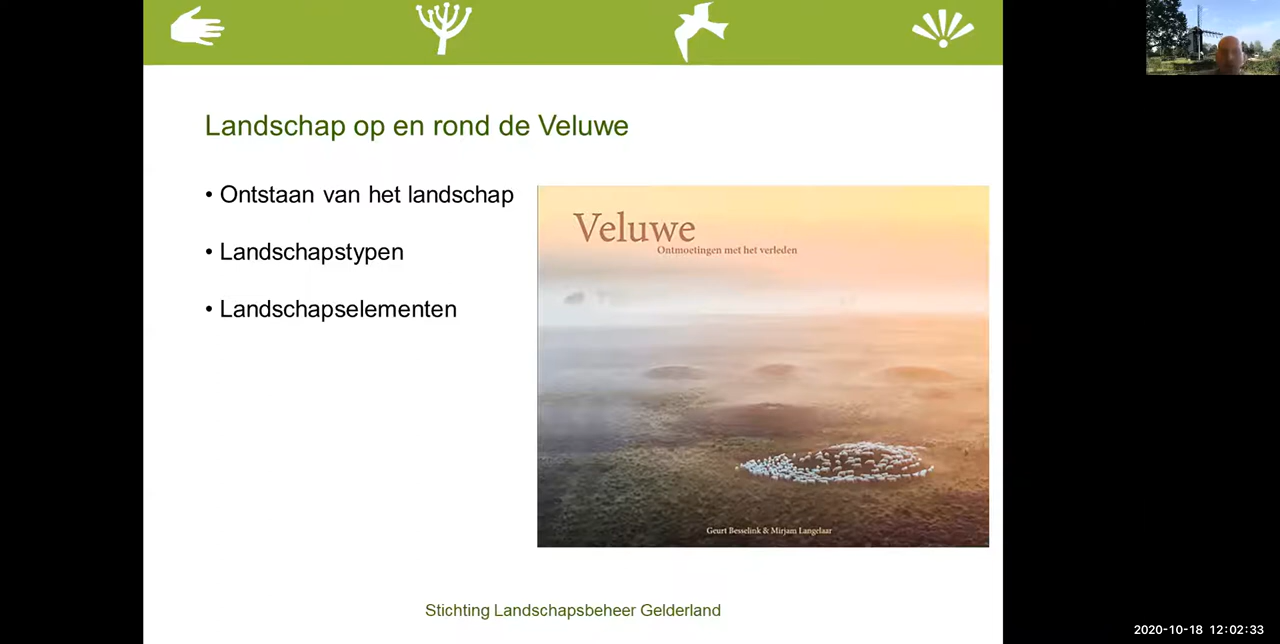 Landschap op en rond de Veluwe
• Ontstaan van het landschap
• Landschapstypen
• Landschapselementen
Veluwe
Ontmoetingen met het verleden
Geurt Besselink & Mirjam Langelaar
Stichting Landschapsbeheer Gelderland
2020-10-18 12:02:33